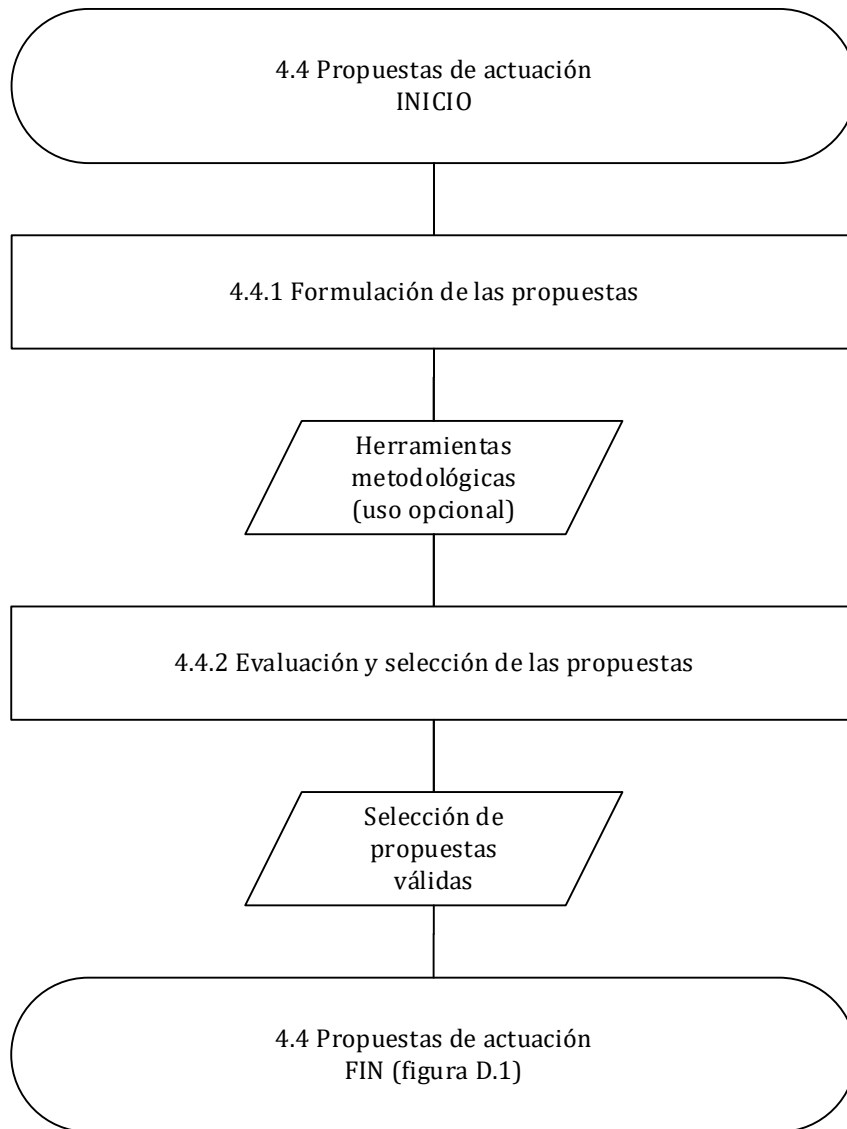 4.4 Propuestas de actuación
INICIO
4.4.1 Formulación de las propuestas
Herramientas
metodológicas
(uso opcional)
4.4.2 Evaluación y selección de las propuestas
Selección de
propuestas
válidas
4.4 Propuestas de actuación
FIN (figura D.1)